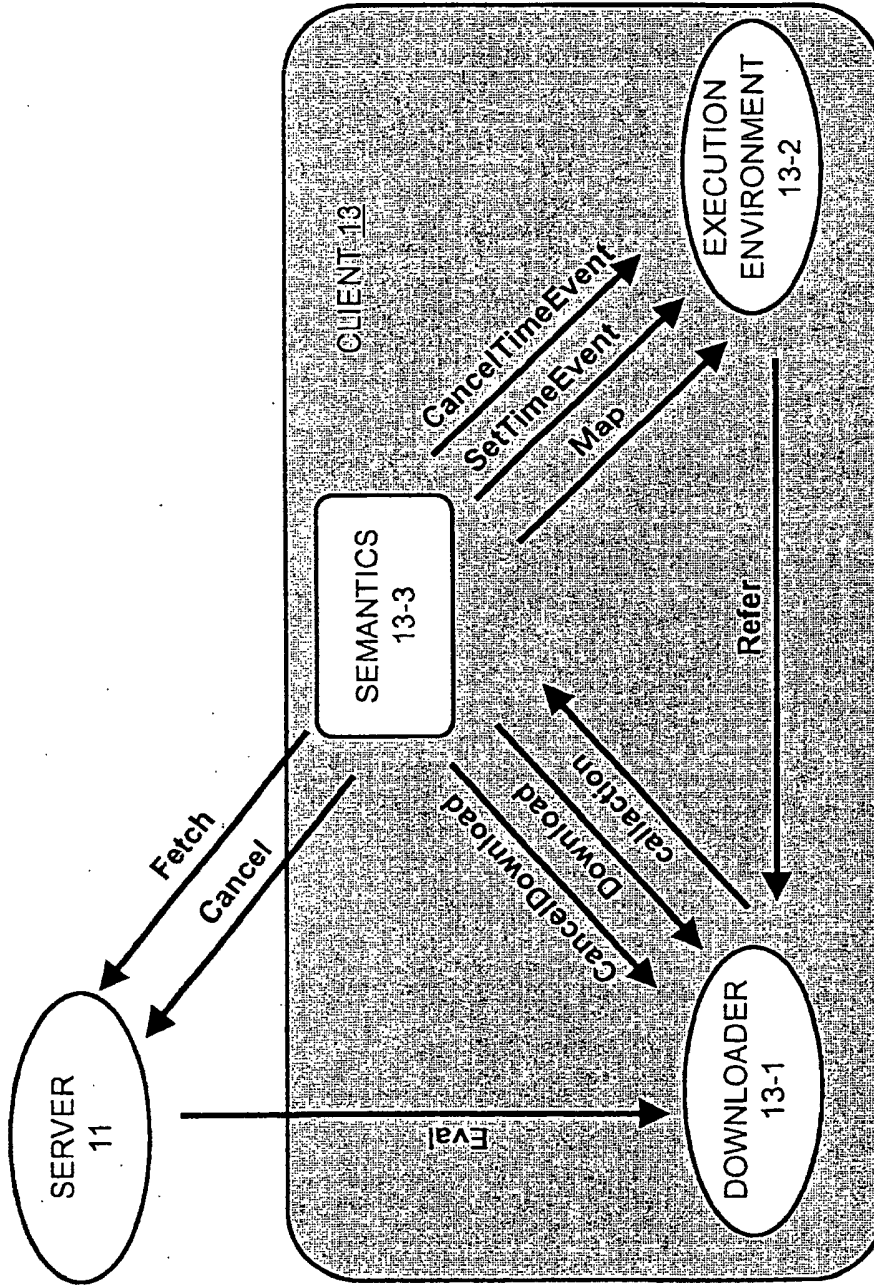 SERVER
11
Fetch
Cancel
Eval
CLIENT 13
SEMANTICS
13-3
CancelDownload
Download
callaction
CancelTimeEvent
SetTimeEvent
Map
Refer
DOWNLOADER
13-1
EXECUTION
ENVIRONMENT
13-2